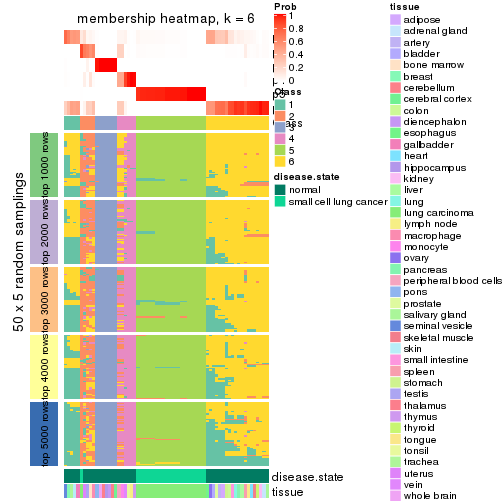 membership heatmap, k = 6
50 x 5 random samplings
top 1000 rows
top 2000 rows
top 3000 rows
top 4000 rows
top 5000 rows
disease.state
tissue
Prob
1
0.8
0.6
0.4
0.2
0
Class
1
2
3
4
5
6
disease.state
normal
small cell lung cancer
tissue
adipose
adrenal gland
artery
bladder
bone marrow
breast
cerebellum
cerebral cortex
colon
diencephalon
esophagus
gallbladder
heart
hippocampus
kidney
liver
lung
lung carcinoma
lymph node
macrophage
monocyte
ovary
pancreas
peripheral blood cells
pons
prostate
salivary gland
seminal vesicle
skeletal muscle
skin
small intestine
spleen
stomach
testis
thalamus
thymus
thyroid
tongue
tonsil
trachea
uterus
vein
whole brain